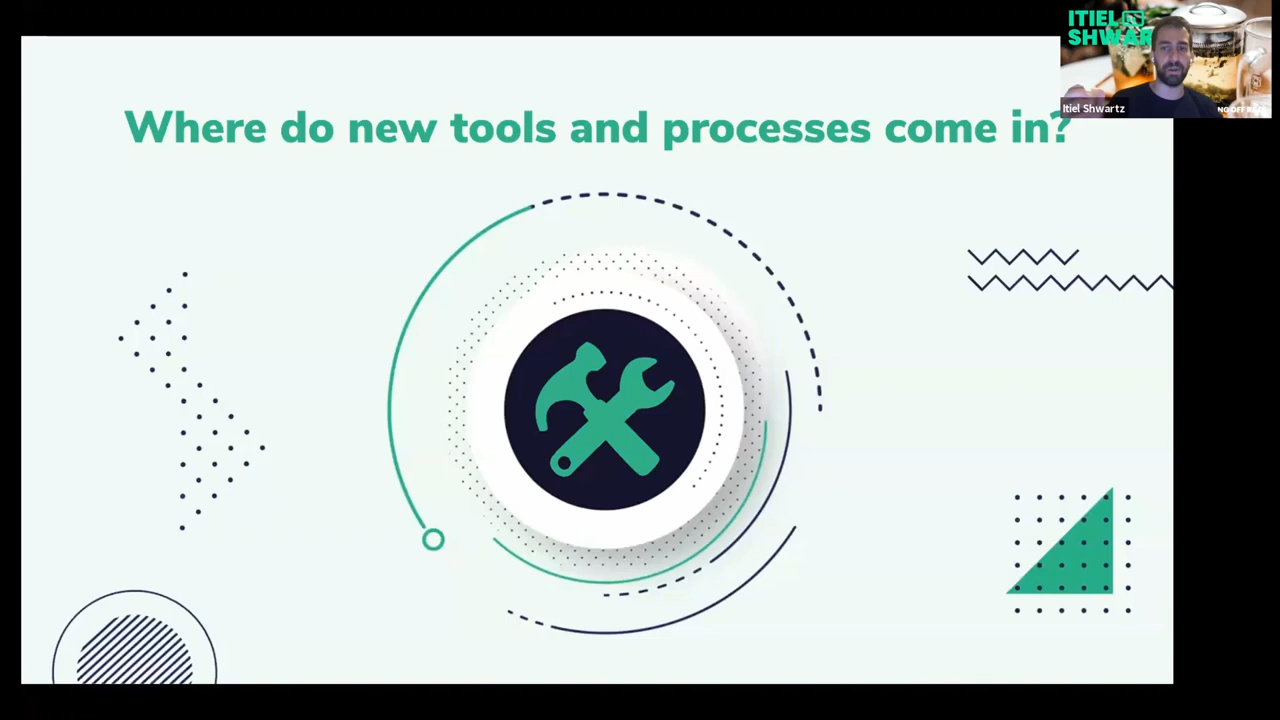 ITIEL
SHWAR
Itiel Shwartz
Where do new tools and processes come in?